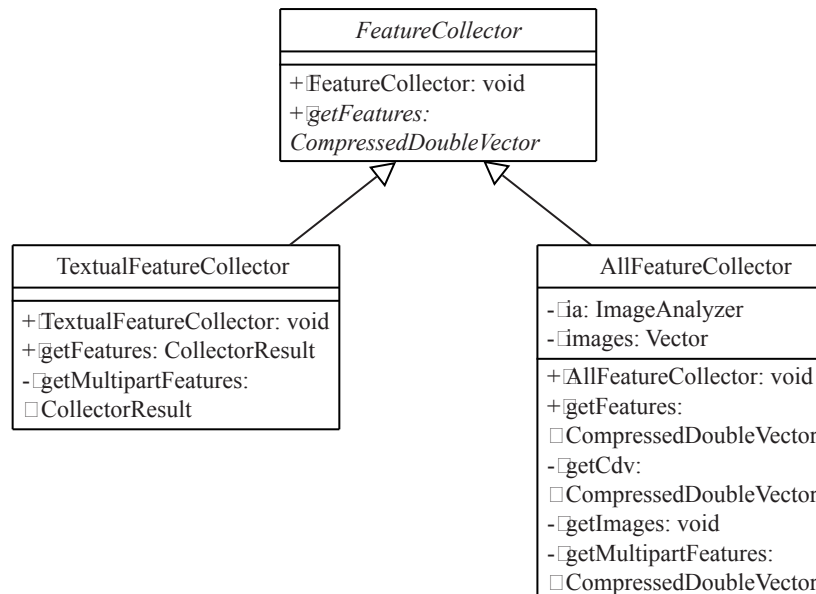 FeatureCollector
+ FeatureCollector: void
+ getFeatures:
CompressedDoubleVector
TextualFeatureCollector
+ TextualFeatureCollector: void
+ getFeatures: CollectorResult
- getMultipartFeatures:
CollectorResult
AllFeatureCollector
- ia: ImageAnalyzer
- images: Vector
+ AllFeatureCollector: void
+ getFeatures:
CompressedDoubleVector
- getCdv:
CompressedDoubleVector
- getImages: void
- getMultipartFeatures:
CompressedDoubleVector